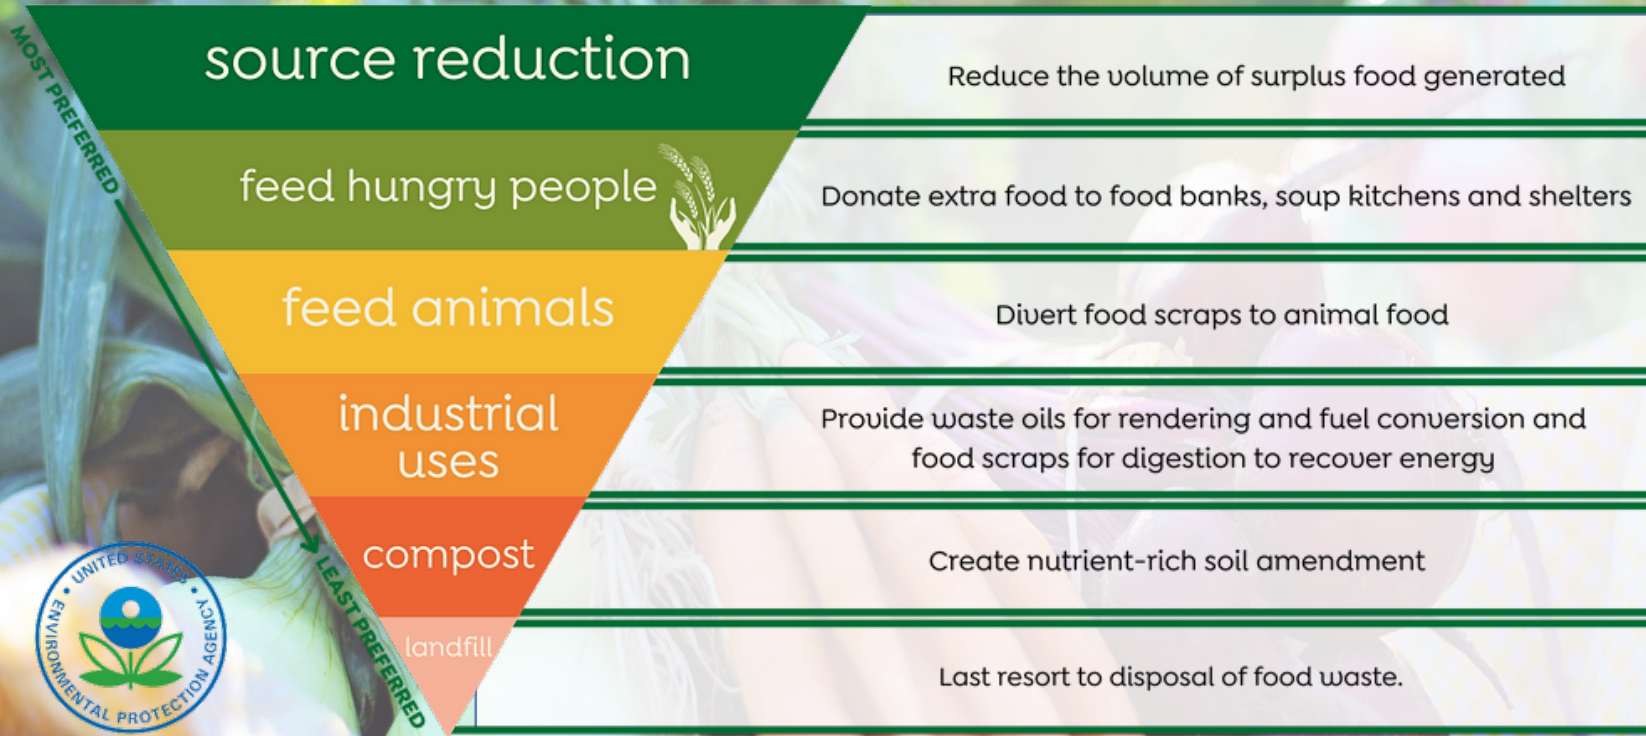 MOST PREFERRED
source reduction
Reduce the volume of surplus food generated
feed hungry people
Donate extra food to food banks, soup kitchens and shelters
feed animals
Divert food scraps to animal food
industrial
uses
Provide waste oils for rendering and fuel conversion and
food scraps for digestion to recover energy
compost
Create nutrient-rich soil amendment
landfill
Last resort to disposal of food waste.
LEAST PREFERRED
UNITED STATES
ENVIRONMENTAL PROTECTION AGENCY